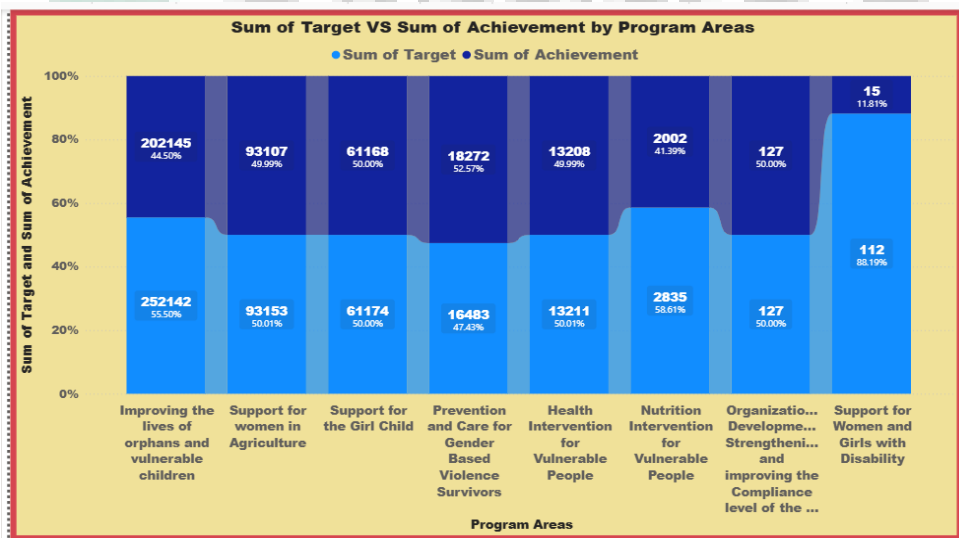 Sum of Target VS Sum of Achievement by Program Areas
Sum of Target Sum of Achievement
Sum of Target and Sum of Achievement
100%
80%
60%
40%
20%
0%
202145
44.50%
93107
49.99%
61168
50.00%
18272
52.57%
13208
49.99%
2002
41.39%
127
50.00%
15
11.81%
252142
55.50%
93153
50.01%
61174
50.00%
16483
47.43%
13211
50.01%
2835
58.61%
127
50.00%
112
88.19%
Improving the
lives of
orphans and
vulnerable
children
Support for
women in
Agriculture
Support for
the Girl Child
Prevention
and Care for
Gender
Based
Violence
Survivors
Health
Intervention
for
Vulnerable
People
Nutrition
Intervention
for
Vulnerable
People
Organizatio...
Developme...
Strengtheni...
and
improving the
Compliance
level of the ...
Support for
Women and
Girls with
Disability
Program Areas